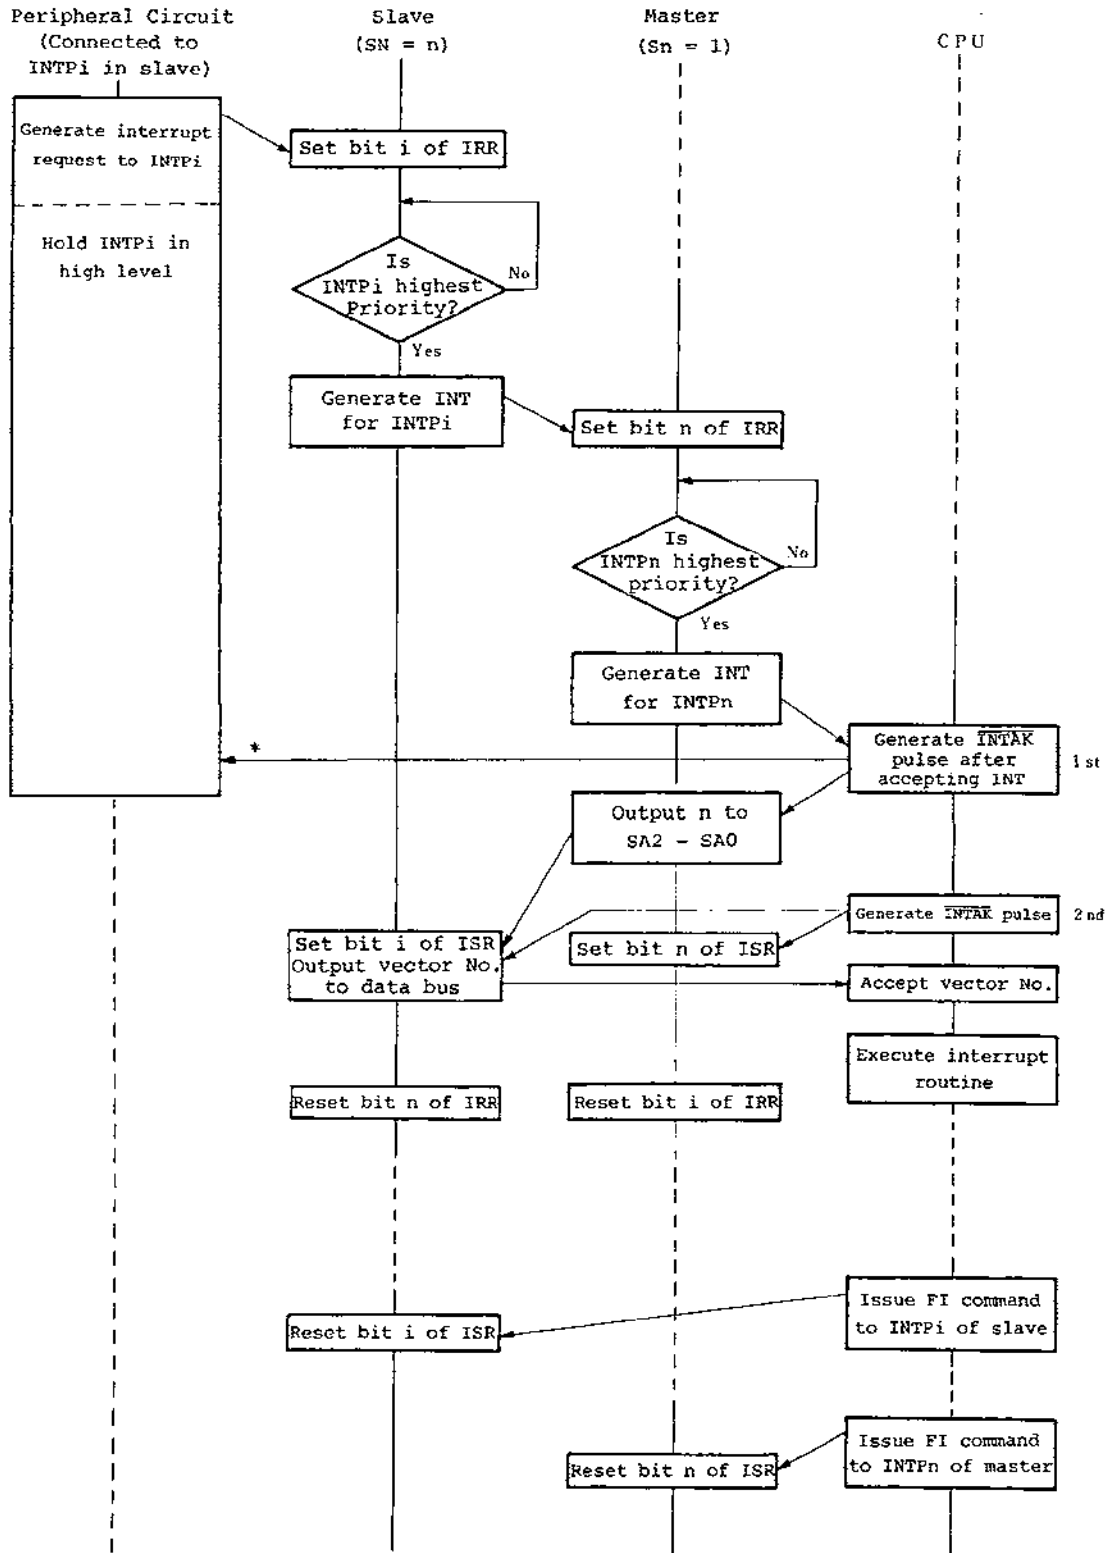 Peripheral Circuit
(Connected to
INTPi in slave)
Slave
(SN = n)
Master
(Sn = 1)
CPU
Generate interrupt
request to INTPi
Set bit i of IRR
Hold INTPi in
high level
Is
INTPi highest
Priority?
No
Yes
Generate INT
for INTPi
Set bit n of IRR
Is
INTPn highest
priority?
No
Yes
Generate INT
for INTPn
Generate INTAK
pulse after
accepting INT
1st
*
Output n to
SA2 - SA0
Generate INTAK pulse
2nd
Set bit i of ISR
Output vector No.
to data bus
Set bit n of ISR
Accept vector No.
Execute interrupt
routine
Reset bit n of IRR
Reset bit i of IRR
Issue FI command
to INTPi of slave
Reset bit i of ISR
Issue FI command
to INTPn of master
Reset bit n of ISR